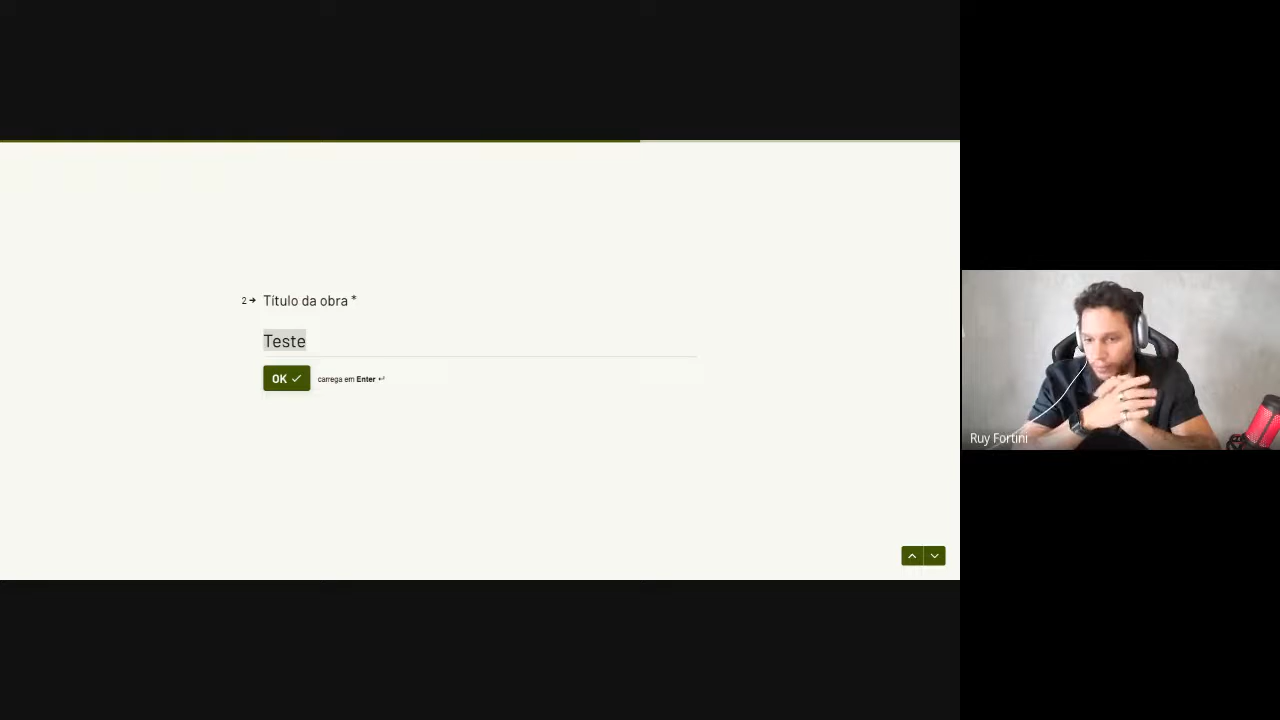 2 → Título da obra *
Teste
OK ✓ carrega em Enter ↵
Ruy Fortini